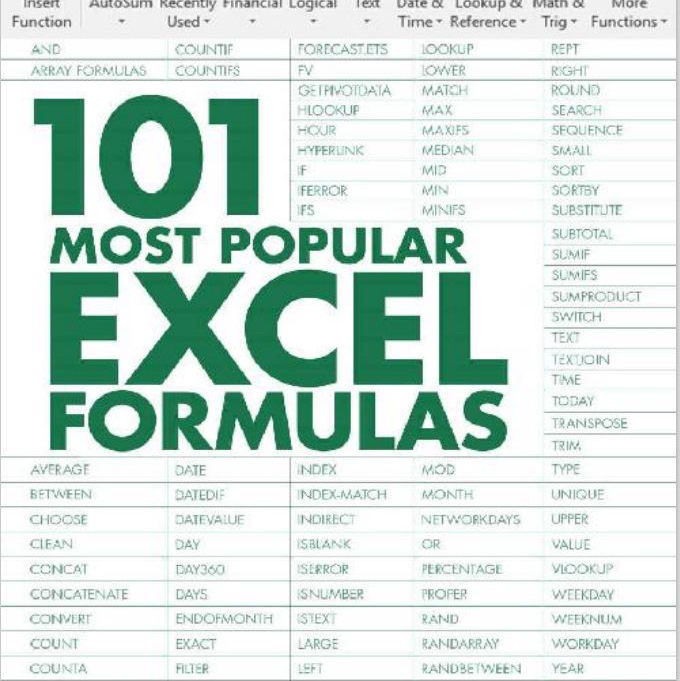 Insert AutoSum Recently Financial Logical Text Date & Lookup & Math & More
Function Used Time Reference Trig Functions
AND COUNTIF FORECAST.ETS LOOKUP REPT
ARRAY FORMULAS COUNTIFS FV LOWER RIGHT
GETPIVOTDATA MATCH ROUND
HLOOKUP MAX SEARCH
HOUR MAXIFS SEQUENCE
HYPERLINK MEDIAN SMALL
IF MID SORT
IFERROR MIN SORTBY
IFS MINIFS SUBSTITUTE
101
MOST POPULAR
EXCEL
FORMULAS
SUBTOTAL
SUMIF
SUMIFS
SUMPRODUCT
SWITCH
TEXT
TEXTJOIN
TIME
TODAY
TRANSPOSE
TRIM
AVERAGE DATE INDEX MOD TYPE
BETWEEN DATEDIF INDEX-MATCH MONTH UNIQUE
CHOOSE DATEVALUE INDIRECT NETWORKDAYS UPPER
CLEAN DAY ISBLANK OR VALUE
CONCAT DAY360 ISERROR PERCENTAGE VLOOKUP
CONCATENATE DAYS ISNUMBER PROPER WEEKDAY
CONVERT ENDOFMONTH ISTEXT RAND WEEKNUM
COUNT EXACT LARGE RANDARRAY WORKDAY
COUNTA FILTER LEFT RANDBETWEEN YEAR